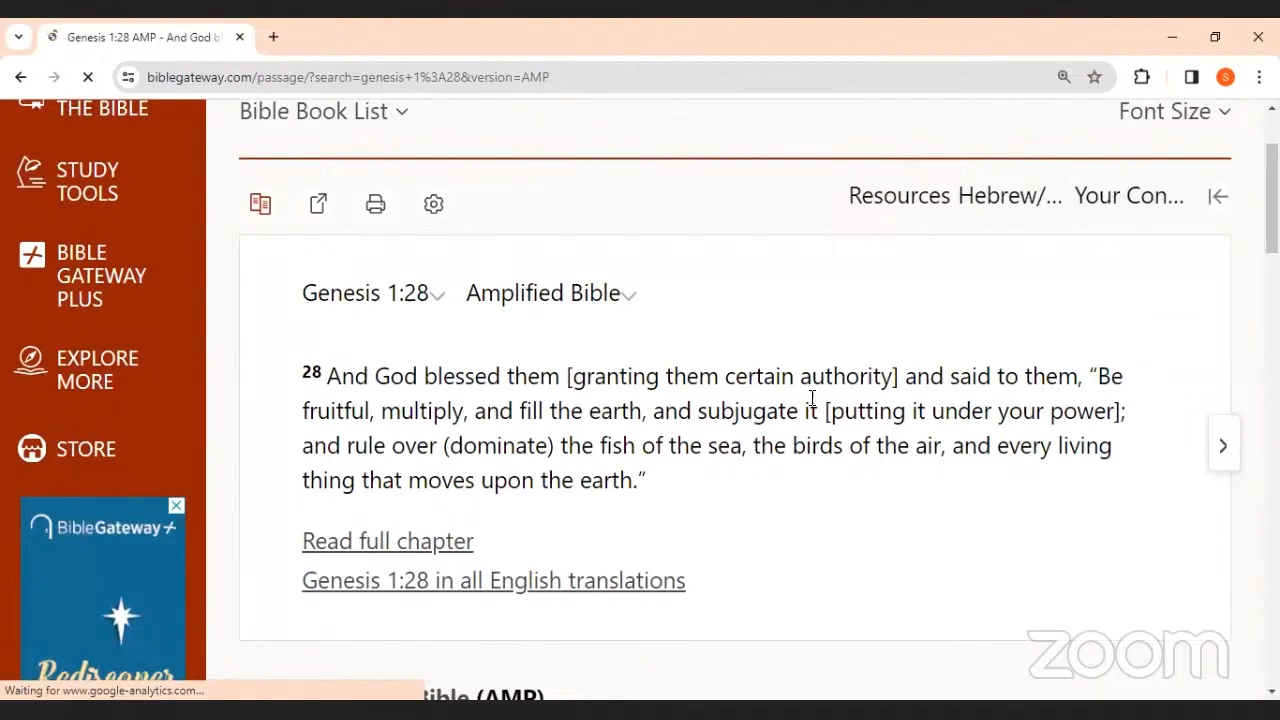 Genesis 1:28 AMP - And God b
biblegateway.com/passage/?search=genesis+1%3A28&version=AMP
S
THE BIBLE
STUDY
TOOLS
BIBLE
GATEWAY
PLUS
EXPLORE
MORE
STORE
BibleGateway+
Bible Book List
Font Size
Resources Hebrew/... Your Con...
Genesis 1:28 Amplified Bible
28 And God blessed them [granting them certain authority] and said to them, “Be
fruitful, multiply, and fill the earth, and subjugate it [putting it under your power];
and rule over (dominate) the fish of the sea, the birds of the air, and every living
thing that moves upon the earth.”
Read full chapter
Genesis 1:28 in all English translations
zoom
Bible (AMP)
Waiting for www.google-analytics.com...